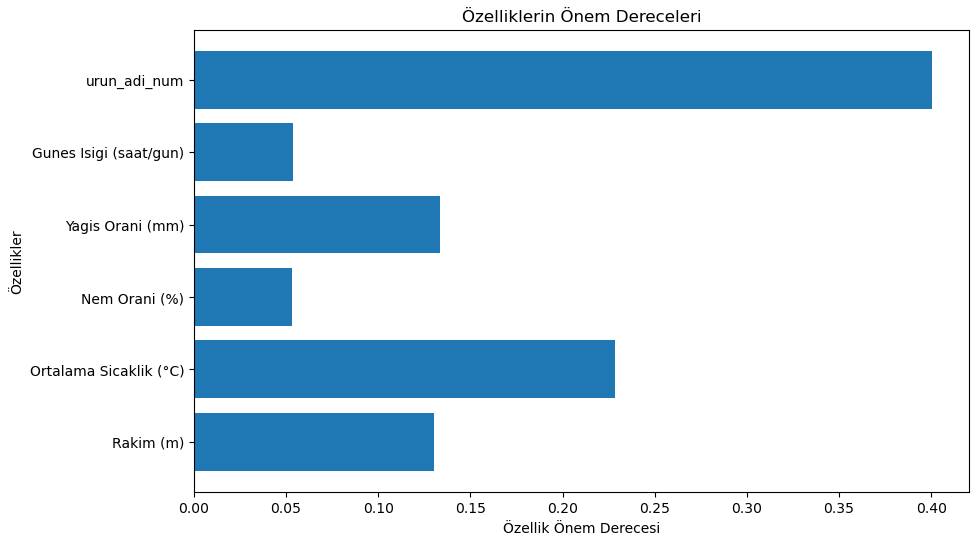 Özelliklerin Önem Dereceleri
urun_adi_num
Gunes Isigi (saat/gun)
Yagis Orani (mm)
Nem Orani (%)
Ortalama Sicaklik (°C)
Rakim (m)
Özellikler
0.00 0.05 0.10 0.15 0.20 0.25 0.30 0.35 0.40
Özellik Önem Derecesi